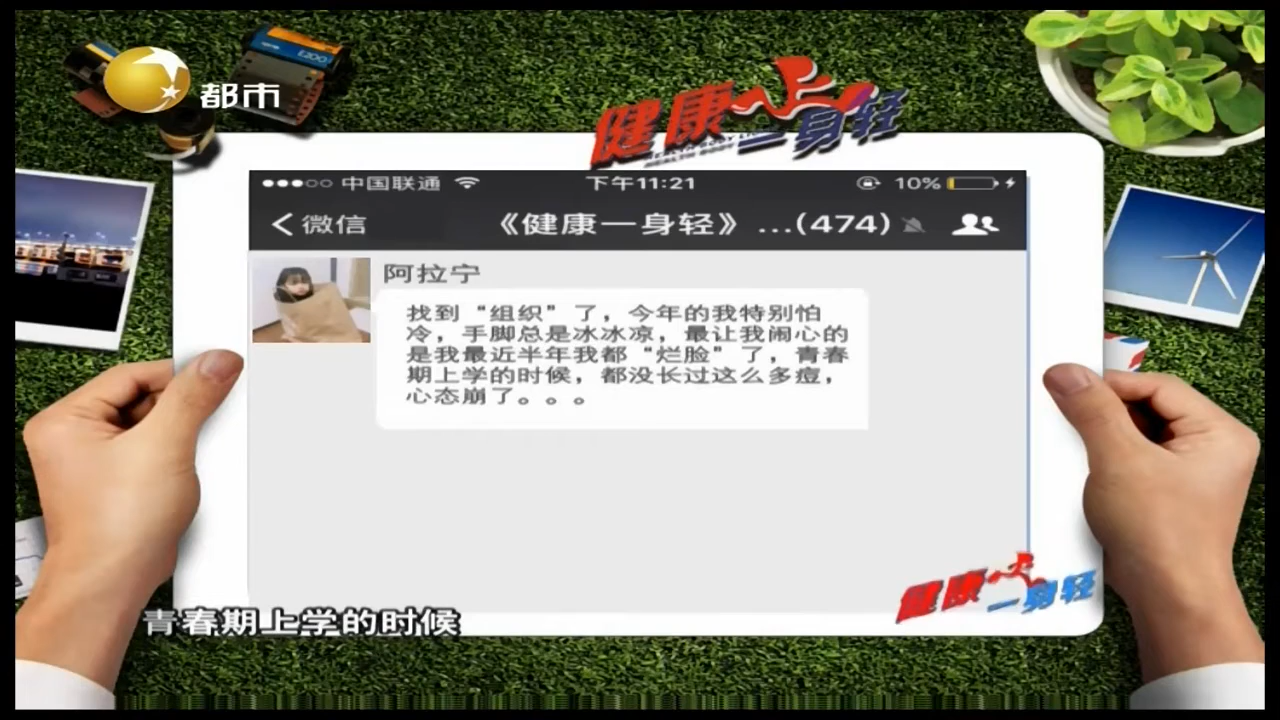 都市
健康一身轻
中国联通 下午11:21 10%
微信 《健康一身轻》 ...(474)
阿拉宁
找到“组织”了，今年的我特别怕
冷，手脚总是冰冰凉，最让我闹心的
是我最近半年我都“烂脸”了，青春
期上学的时候，都没长过这么多痘，
心态崩了。。。
健康一身轻
青春期上学的时候